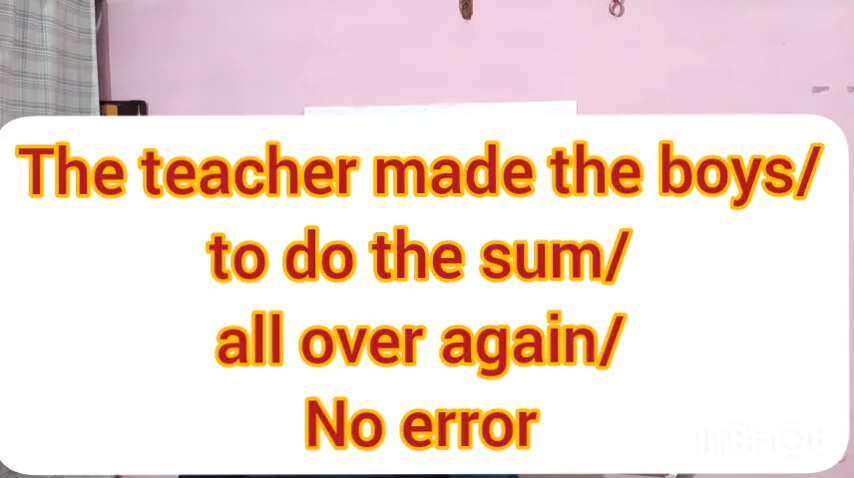 The teacher made the boys/
to do the sum/
all over again/
No error